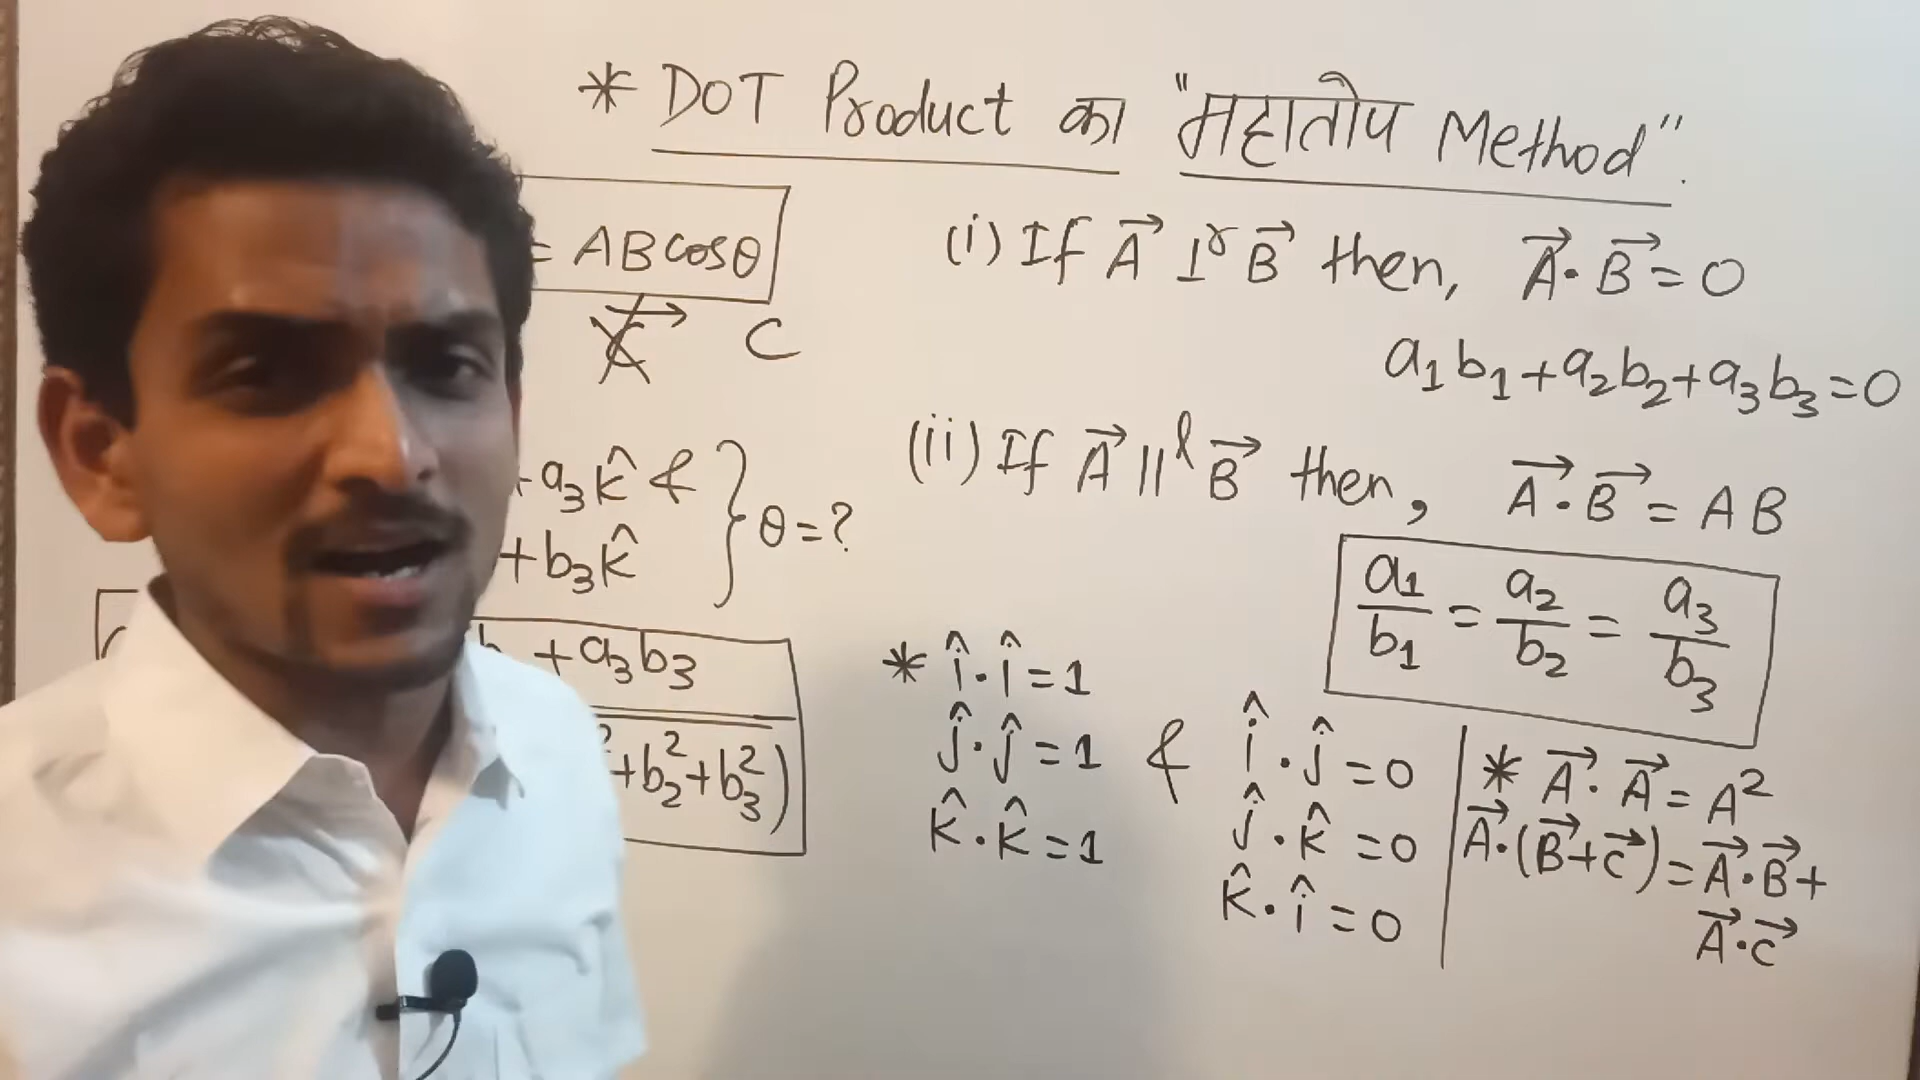 * DOT Product का "महातोप Method".
= AB cosθ
C
a₃k̂ &
+b₃k̂
} θ=?
+a₃b₃
+b₂²+b₃²)
(i) If A⃗ ⊥ʳ B⃗ then, A⃗·B⃗=0
a₁b₁+a₂b₂+a₃b₃=0
(ii) If A⃗ ||ˡ B⃗ then, A⃗·B⃗=AB
a₁/b₁ = a₂/b₂ = a₃/b₃
* î·î=1
ĵ·ĵ=1
k̂·k̂=1
&
î·ĵ=0
ĵ·k̂=0
k̂·î=0
* A⃗·A⃗=A²
A⃗·(B⃗+C⃗)=A⃗·B⃗+
A⃗·C⃗